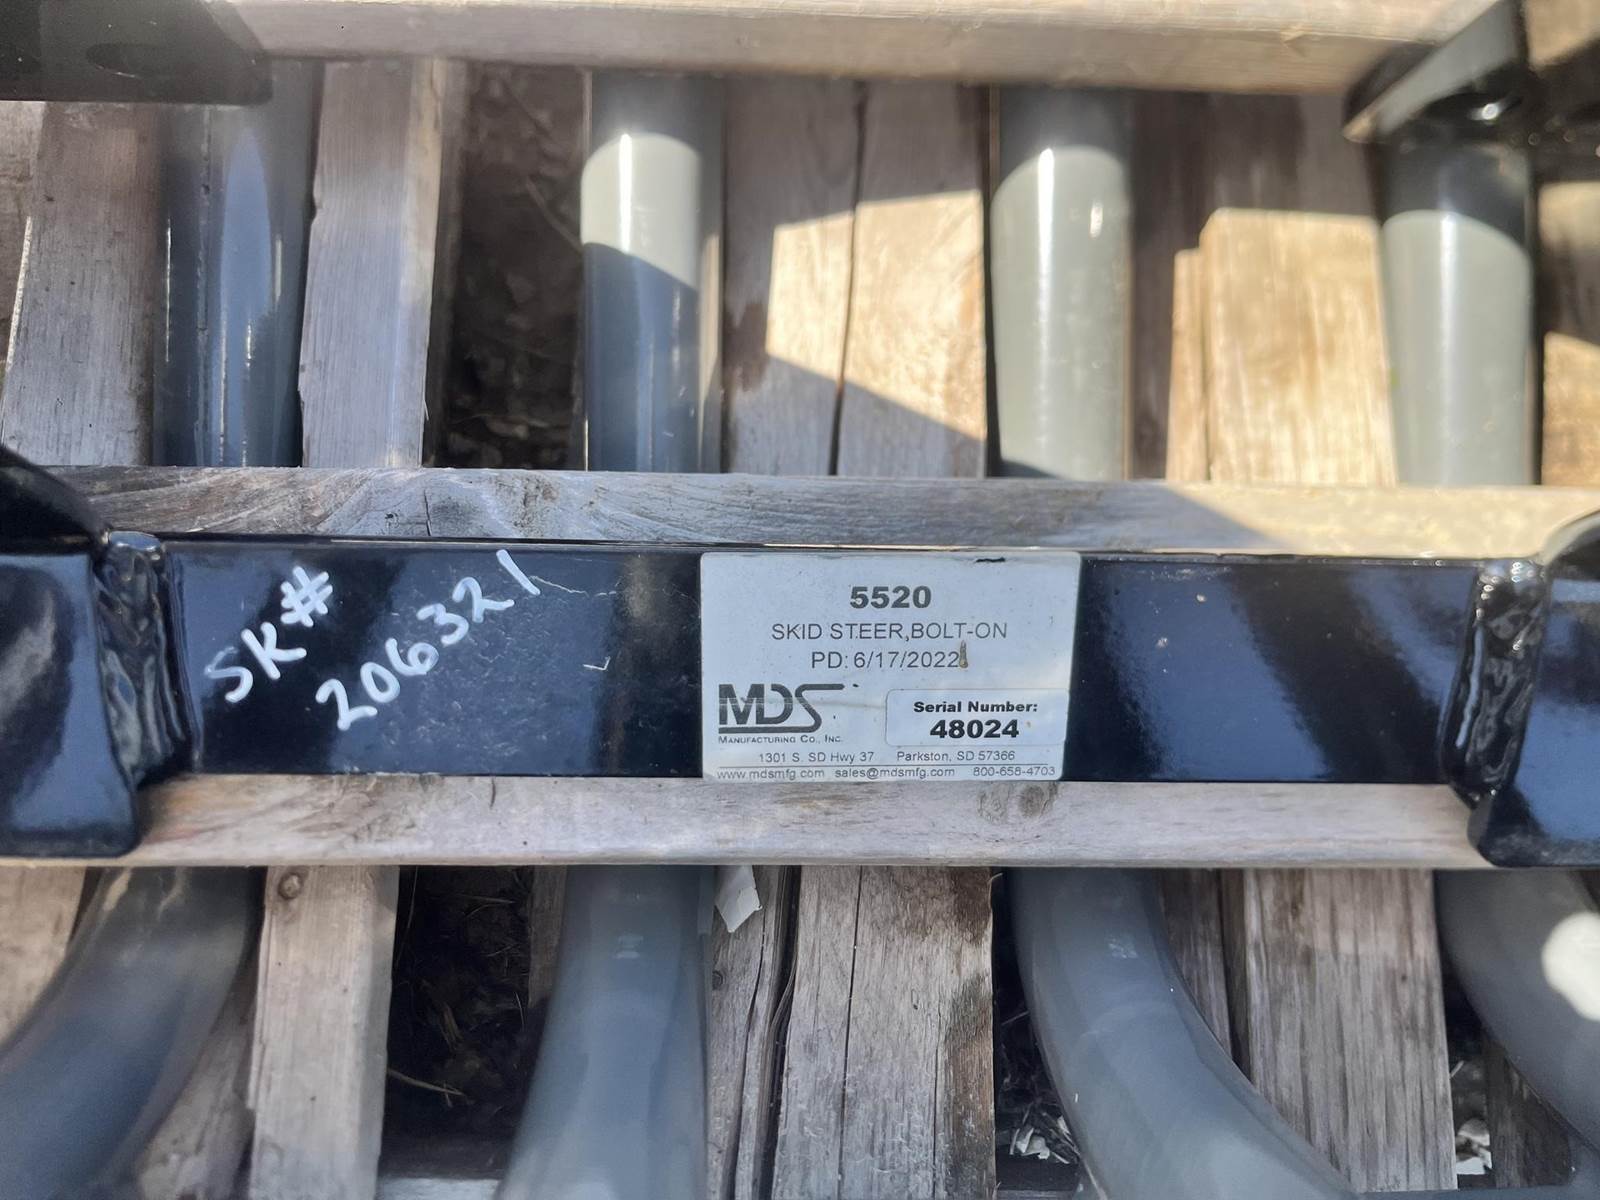 SK#
206321
5520
SKID STEER,BOLT-ON
PD: 6/17/2022
MDS
MANUFACTURING CO., INC.
Serial Number:
48024
1301 S. SD Hwy 37 Parkston, SD 57366
www.mdsmfg.com sales@mdsmfg.com 800-658-4703